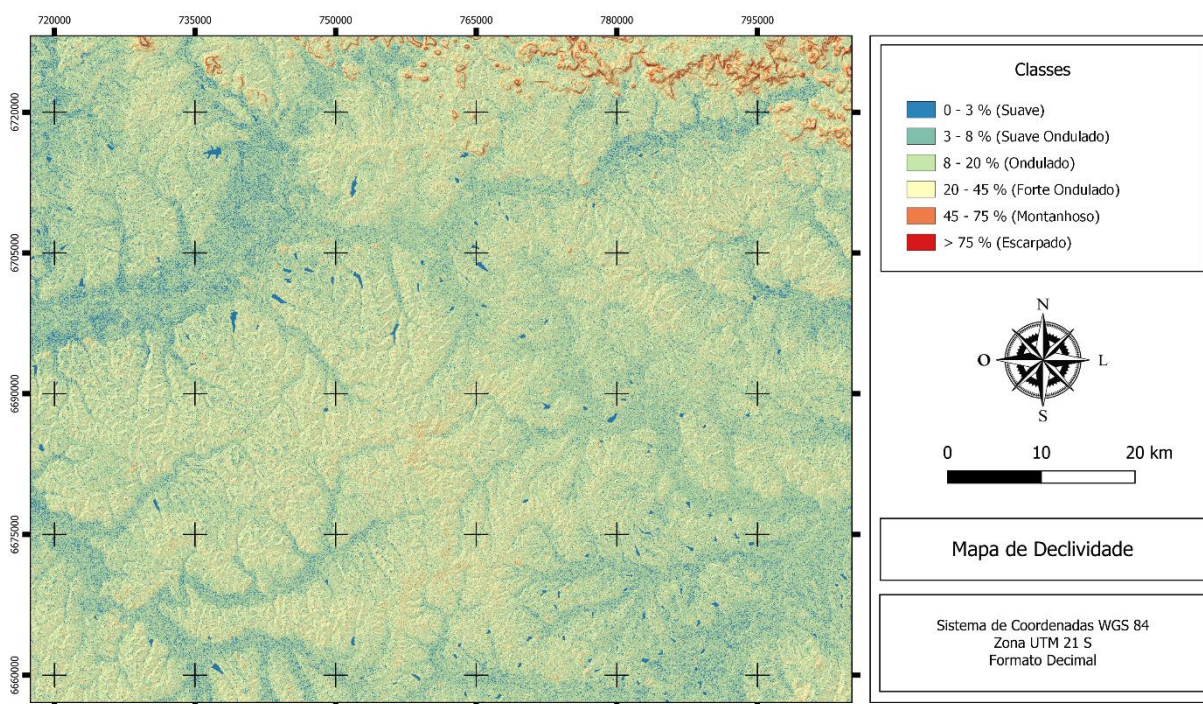 720000 735000 750000 765000 780000 795000
6720000
6705000
6690000
6675000
6660000
Classes
0 - 3 % (Suave)
3 - 8 % (Suave Ondulado)
8 - 20 % (Ondulado)
20 - 45 % (Forte Ondulado)
45 - 75 % (Montanhoso)
> 75 % (Escarpado)
N
O L
S
0 10 20 km
Mapa de Declividade
Sistema de Coordenadas WGS 84
Zona UTM 21 S
Formato Decimal